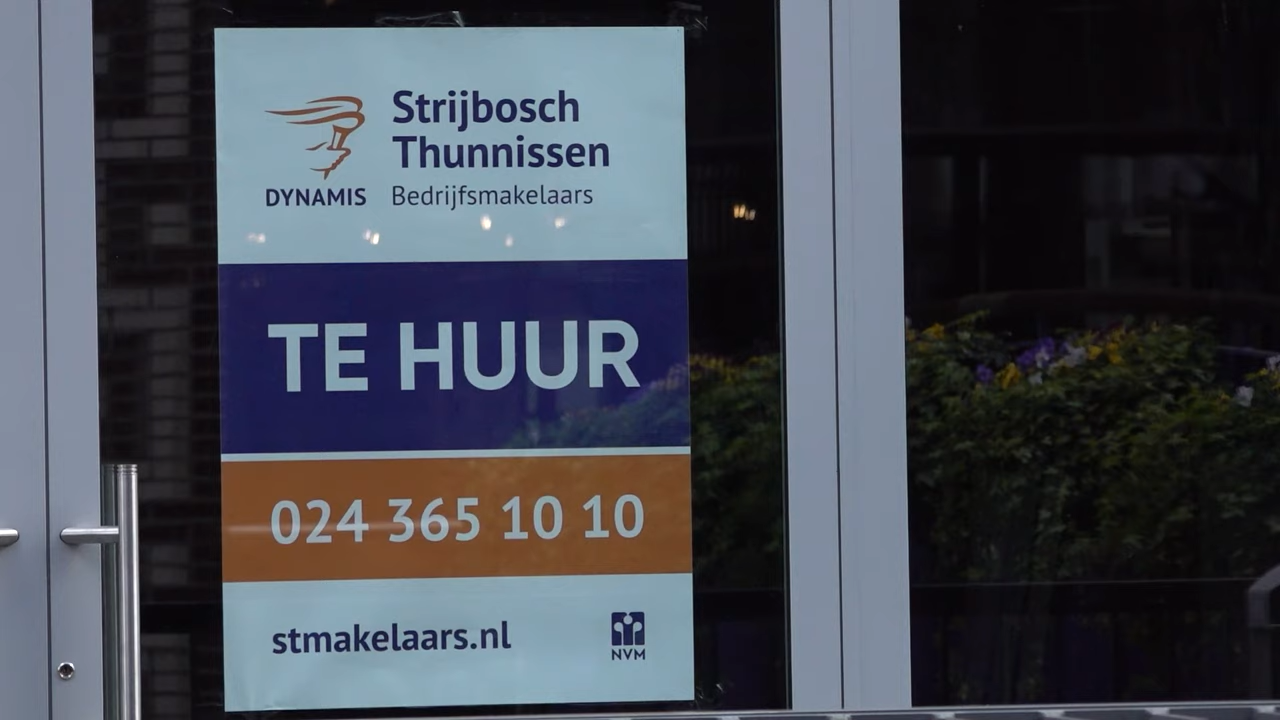 Strijbosch
Thunnissen
DYNAMIS
Bedrijfsmakelaars
TE HUUR
024 365 10 10
stmakelaars.nl
NVM